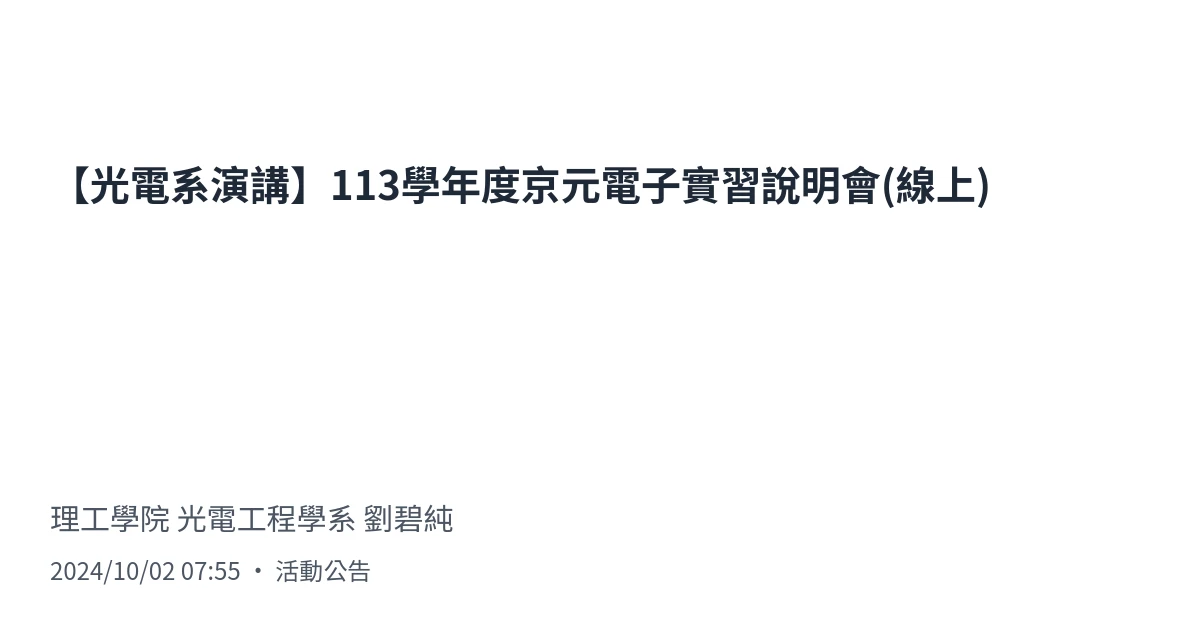 【光電系演講】113學年度京元電子實習說明會(線上)
理工學院 光電工程學系 劉碧純
2024/10/02 07:55 • 活動公告